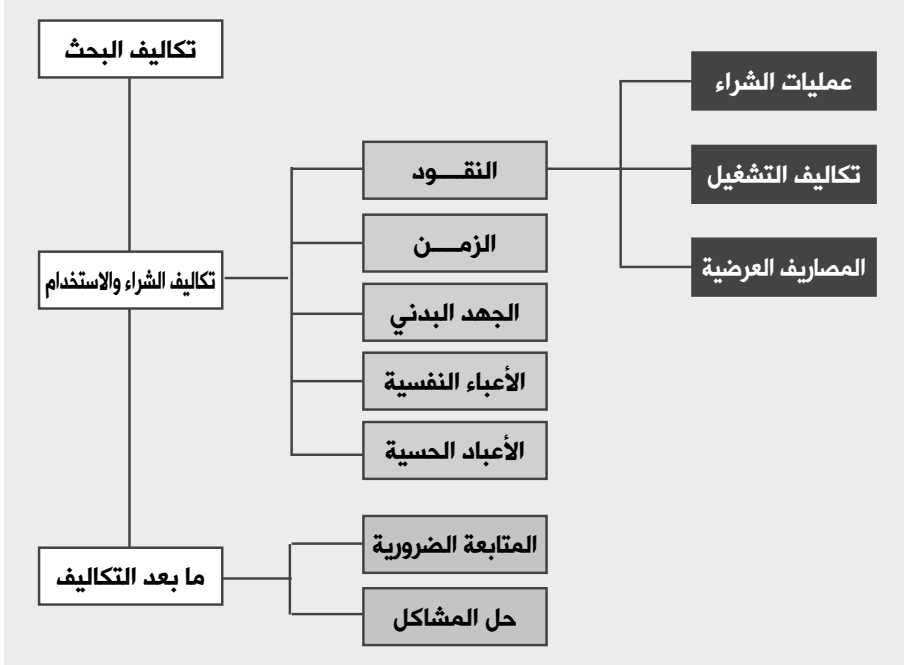 تكاليف البحث
عمليات الشراء
النقــــود
تكاليف التشغيل
الزمــــن
المصاريف العرضية
تكاليف الشراء والاستخدام
الجهد البدني
الأعباء النفسية
الأعباد الحسية
المتابعة الضرورية
ما بعد التكاليف
حل المشاكل